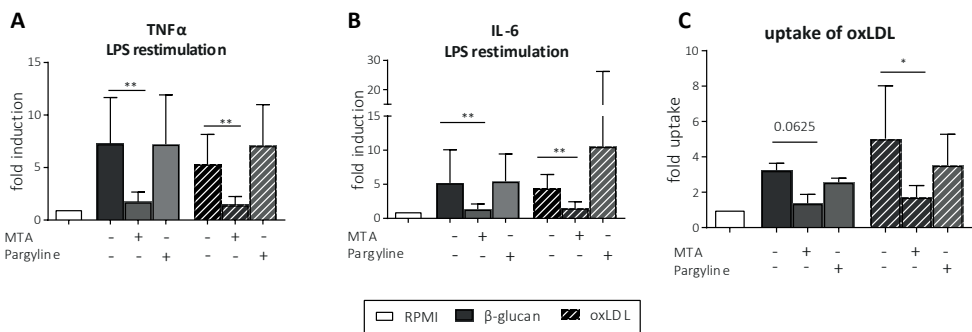 A
TNFα
LPS restimulation
fold induction
15
10
5
0
**
**
MTA - + - - + -
Pargyline - - + - - +
B
IL-6
LPS restimulation
fold induction
30
20
15
10
5
0
**
**
MTA - + - - + -
Pargyline - - + - - +
C
uptake of oxLDL
fold uptake
10
8
6
4
2
0
0.0625
*
MTA - + - - + -
Pargyline - - + - - +
RPMI β-glucan oxLDL